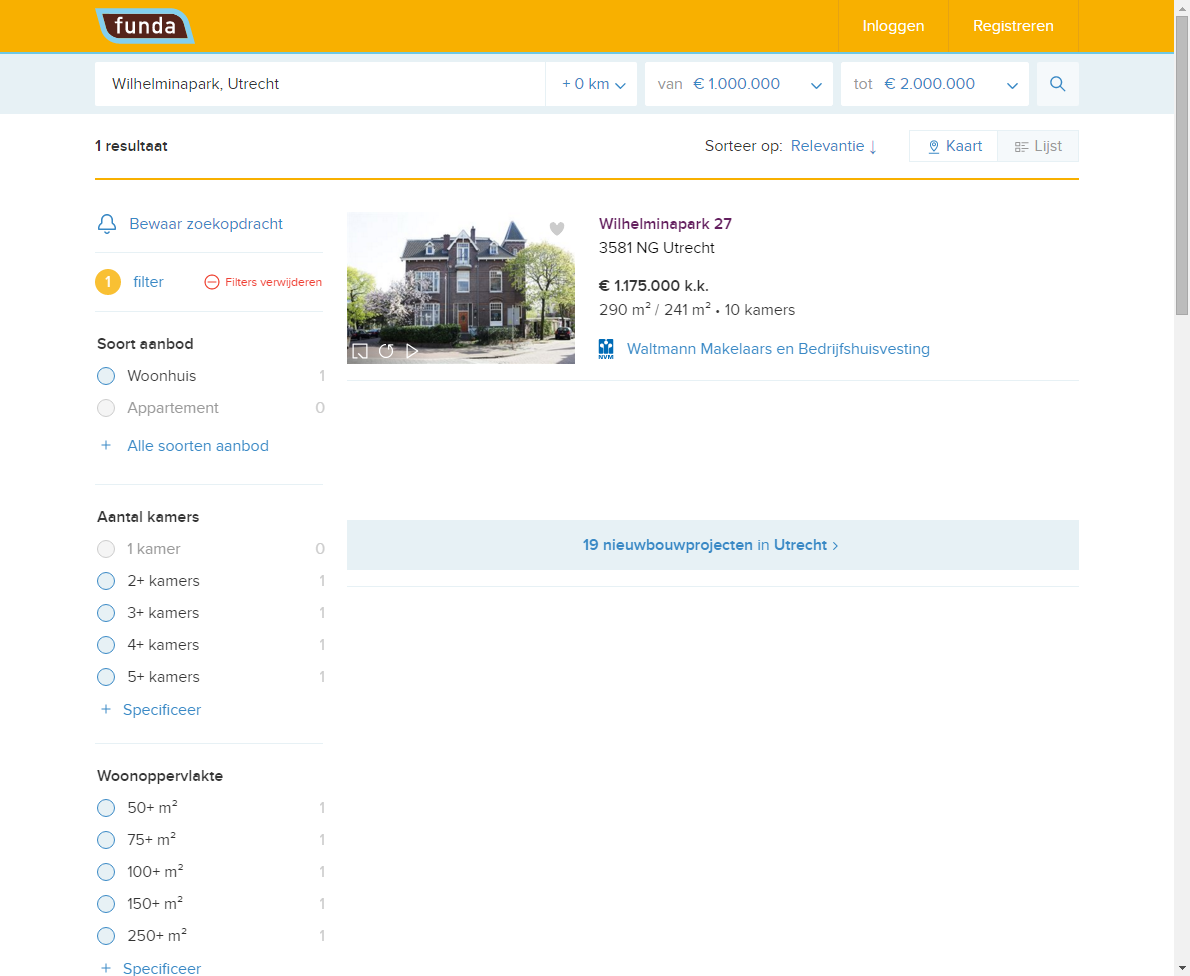 funda
Inloggen
Registreren
Wilhelminapark, Utrecht
+ 0 km
van € 1.000.000
tot € 2.000.000
1 resultaat
Sorteer op: Relevantie ↓
Kaart
Lijst
Bewaar zoekopdracht
1 filter
Filters verwijderen
Soort aanbod
Woonhuis 1
Appartement 0
+ Alle soorten aanbod
Aantal kamers
1 kamer 0
2+ kamers 1
3+ kamers 1
4+ kamers 1
5+ kamers 1
+ Specificeer
Woonoppervlakte
50+ m² 1
75+ m² 1
100+ m² 1
150+ m² 1
250+ m² 1
+ Specificeer
Wilhelminapark 27
3581 NG Utrecht
€ 1.175.000 k.k.
290 m² / 241 m² • 10 kamers
NVM
Waltmann Makelaars en Bedrijfshuisvesting
19 nieuwbouwprojecten in Utrecht ›